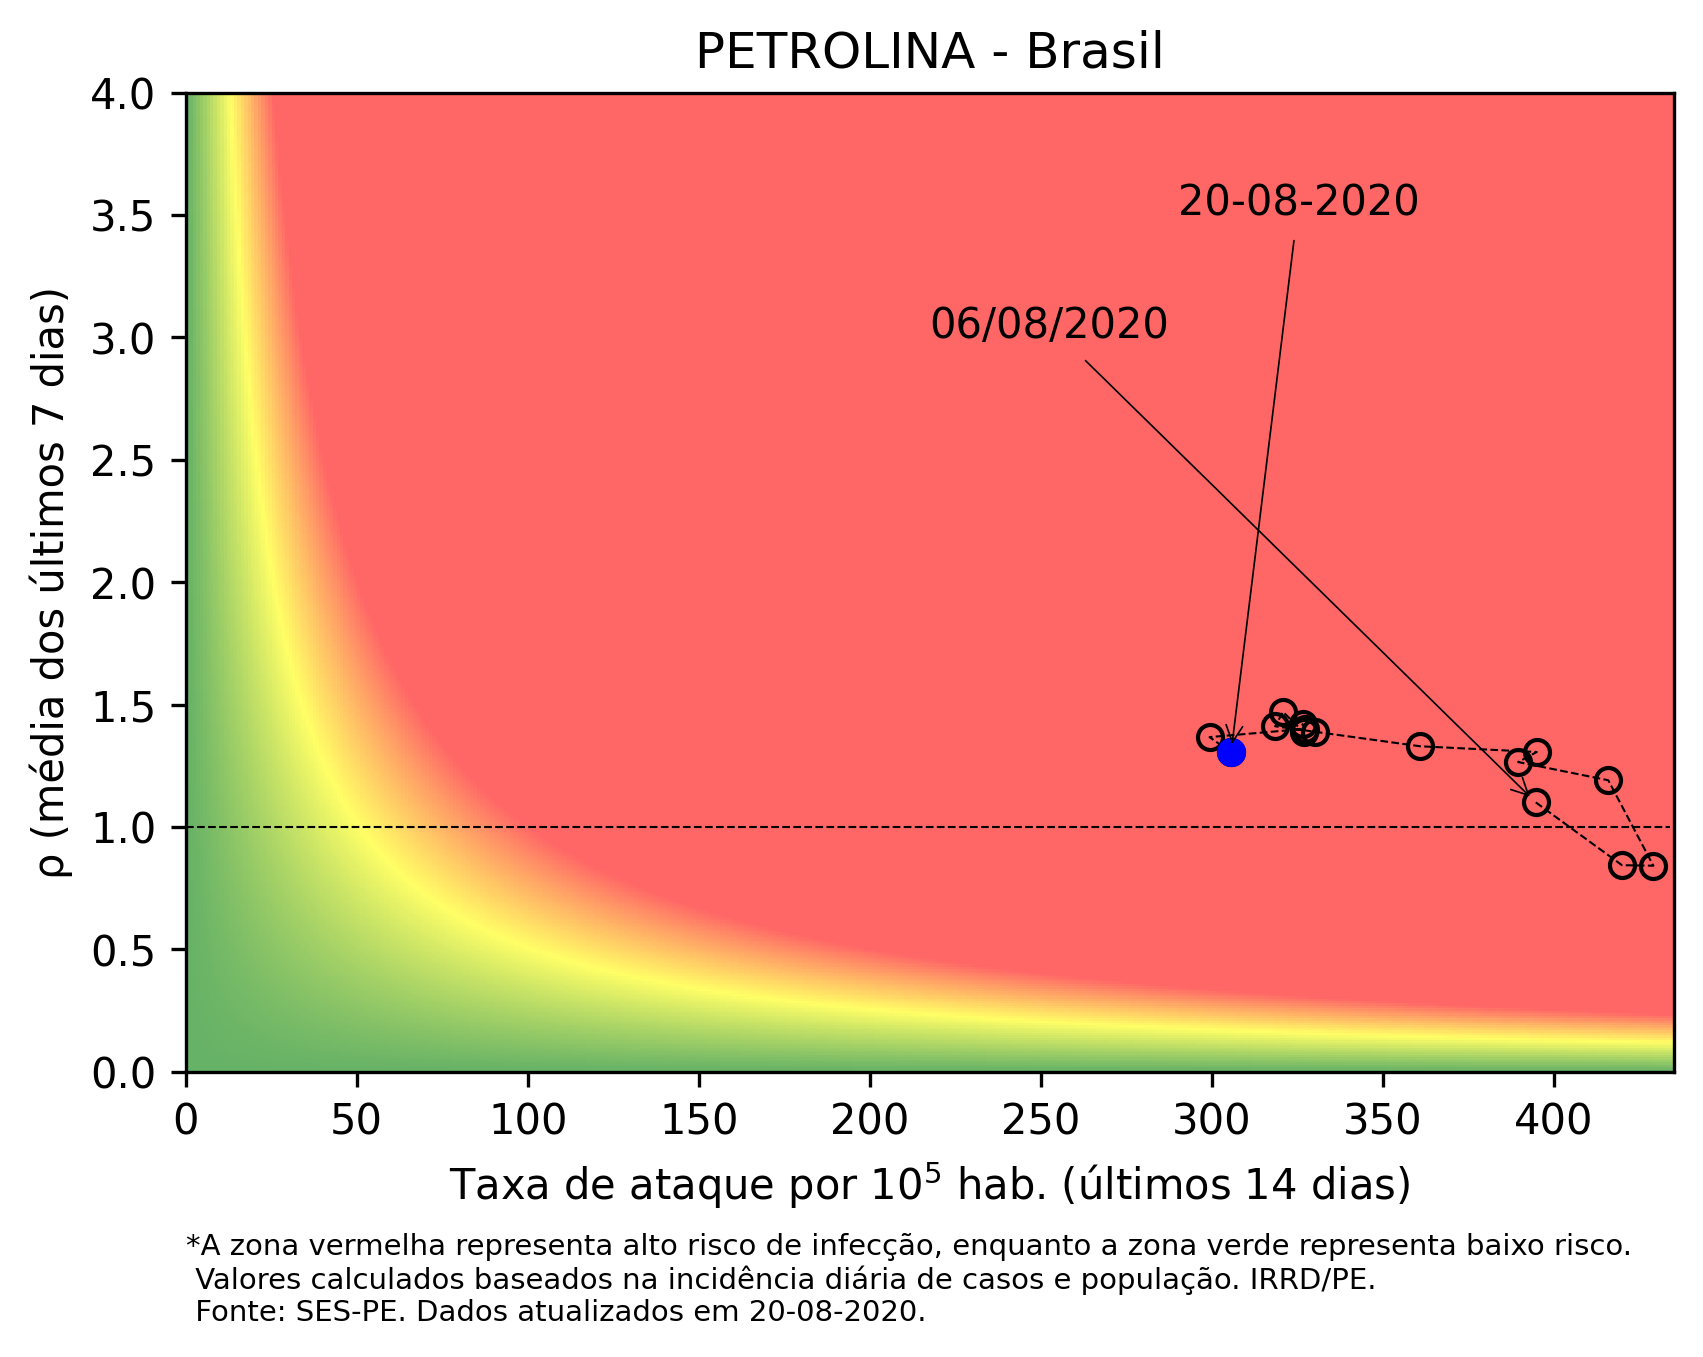 PETROLINA - Brasil
4.0
3.5
3.0
2.5
2.0
1.5
1.0
0.5
0.0
ρ (média dos últimos 7 dias)
20-08-2020
06/08/2020
0 50 100 150 200 250 300 350 400
Taxa de ataque por 10⁵ hab. (últimos 14 dias)
*A zona vermelha representa alto risco de infecção, enquanto a zona verde representa baixo risco.
Valores calculados baseados na incidência diária de casos e população. IRRD/PE.
Fonte: SES-PE. Dados atualizados em 20-08-2020.